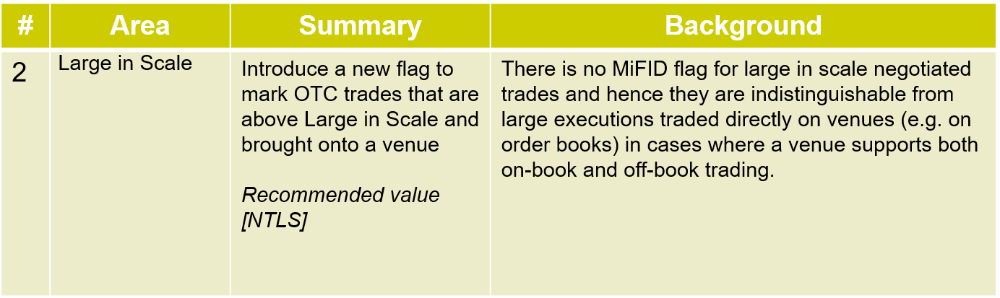 # Area Summary Background
2
Large in Scale
Introduce a new flag to
mark OTC trades that are
above Large in Scale and
brought onto a venue
Recommended value
[NTLS]
There is no MiFID flag for large in scale negotiated
trades and hence they are indistinguishable from
large executions traded directly on venues (e.g. on
order books) in cases where a venue supports both
on-book and off-book trading.